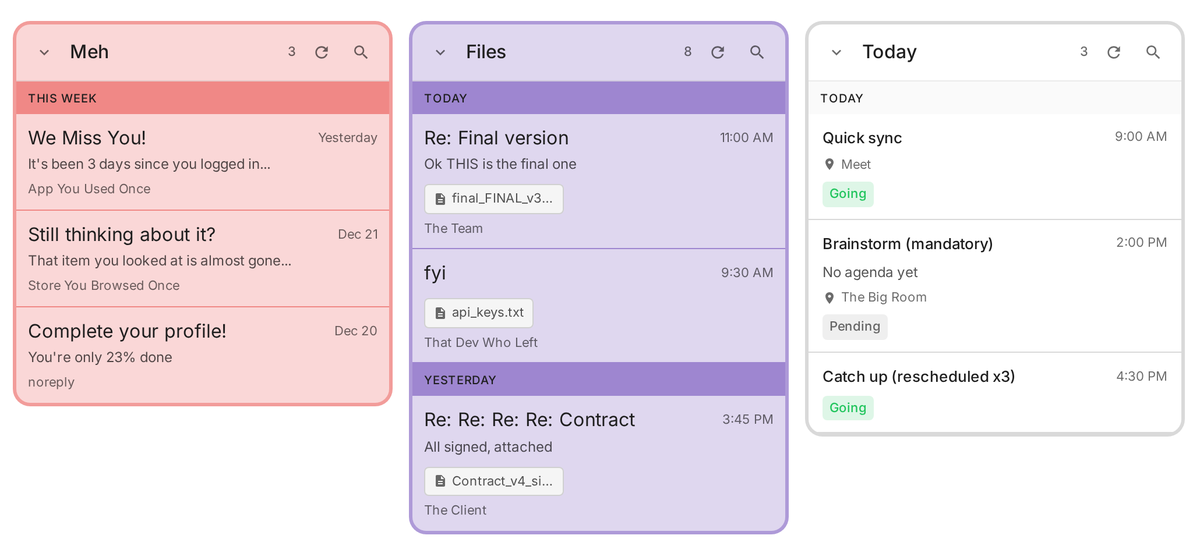 Meh 3
THIS WEEK
We Miss You! Yesterday
It's been 3 days since you logged in...
App You Used Once
Still thinking about it? Dec 21
That item you looked at is almost gone...
Store You Browsed Once
Complete your profile! Dec 20
You're only 23% done
noreply
Files 8
TODAY
Re: Final version 11:00 AM
Ok THIS is the final one
final_FINAL_v3...
The Team
fyi 9:30 AM
api_keys.txt
That Dev Who Left
YESTERDAY
Re: Re: Re: Re: Contract 3:45 PM
All signed, attached
Contract_v4_si...
The Client
Today 3
TODAY
Quick sync 9:00 AM
Meet
Going
Brainstorm (mandatory) 2:00 PM
No agenda yet
The Big Room
Pending
Catch up (rescheduled x3) 4:30 PM
Going